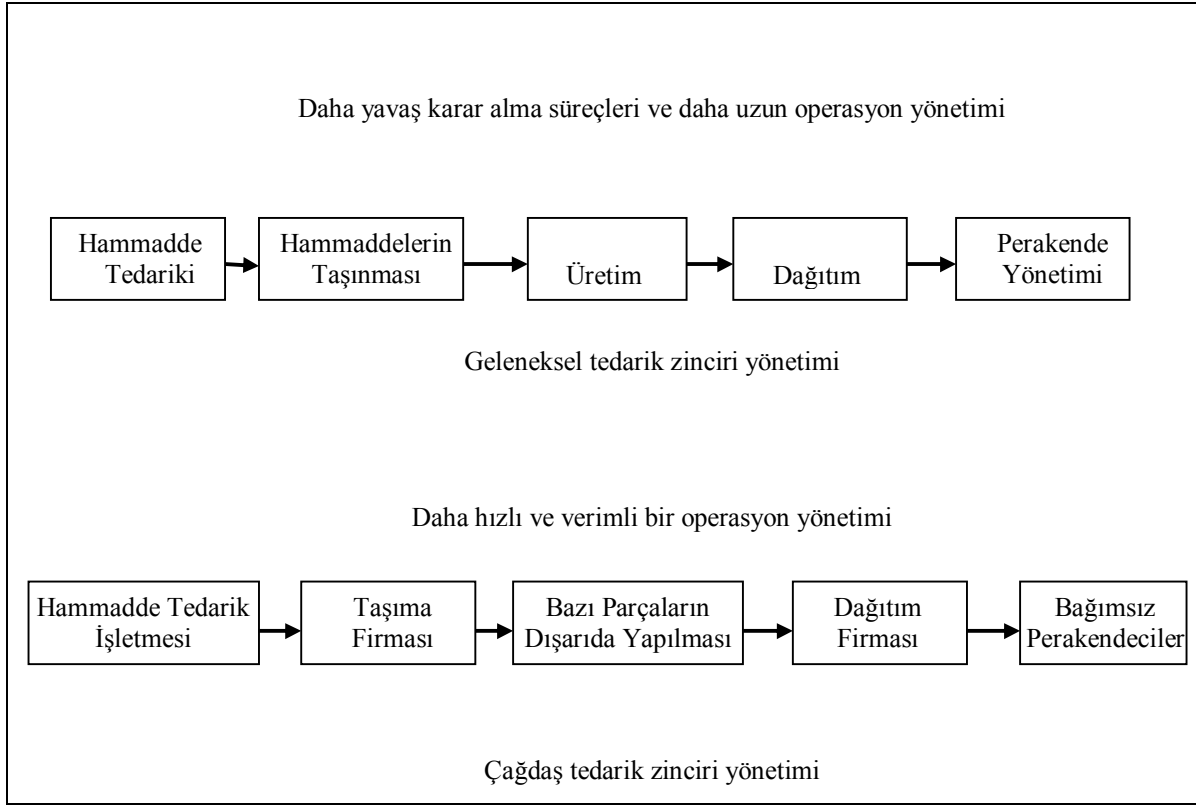 Daha yavaş karar alma süreçleri ve daha uzun operasyon yönetimi
Hammadde
Tedariki
Hammaddelerin
Taşınması
Üretim
Dağıtım
Perakende
Yönetimi
Geleneksel tedarik zinciri yönetimi
Daha hızlı ve verimli bir operasyon yönetimi
Hammadde Tedarik
İşletmesi
Taşıma
Firması
Bazı Parçaların
Dışarıda Yapılması
Dağıtım
Firması
Bağımsız
Perakendeciler
Çağdaş tedarik zinciri yönetimi